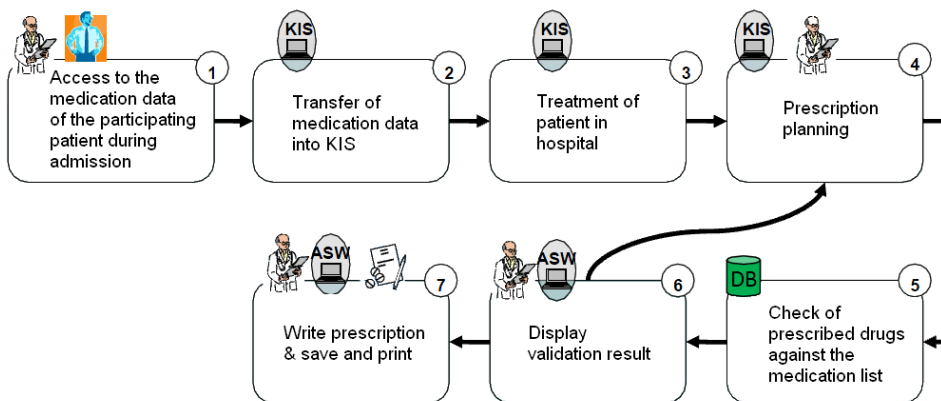 KIS
1
Access to the
medication data
of the participating
patient during
admission
KIS
2
Transfer of
medication data
into KIS
KIS
3
Treatment of
patient in
hospital
KIS
4
Prescription
planning
ASW
7
Write prescription
& save and print
ASW
6
Display
validation result
DB
5
Check of
prescribed drugs
against the
medication list